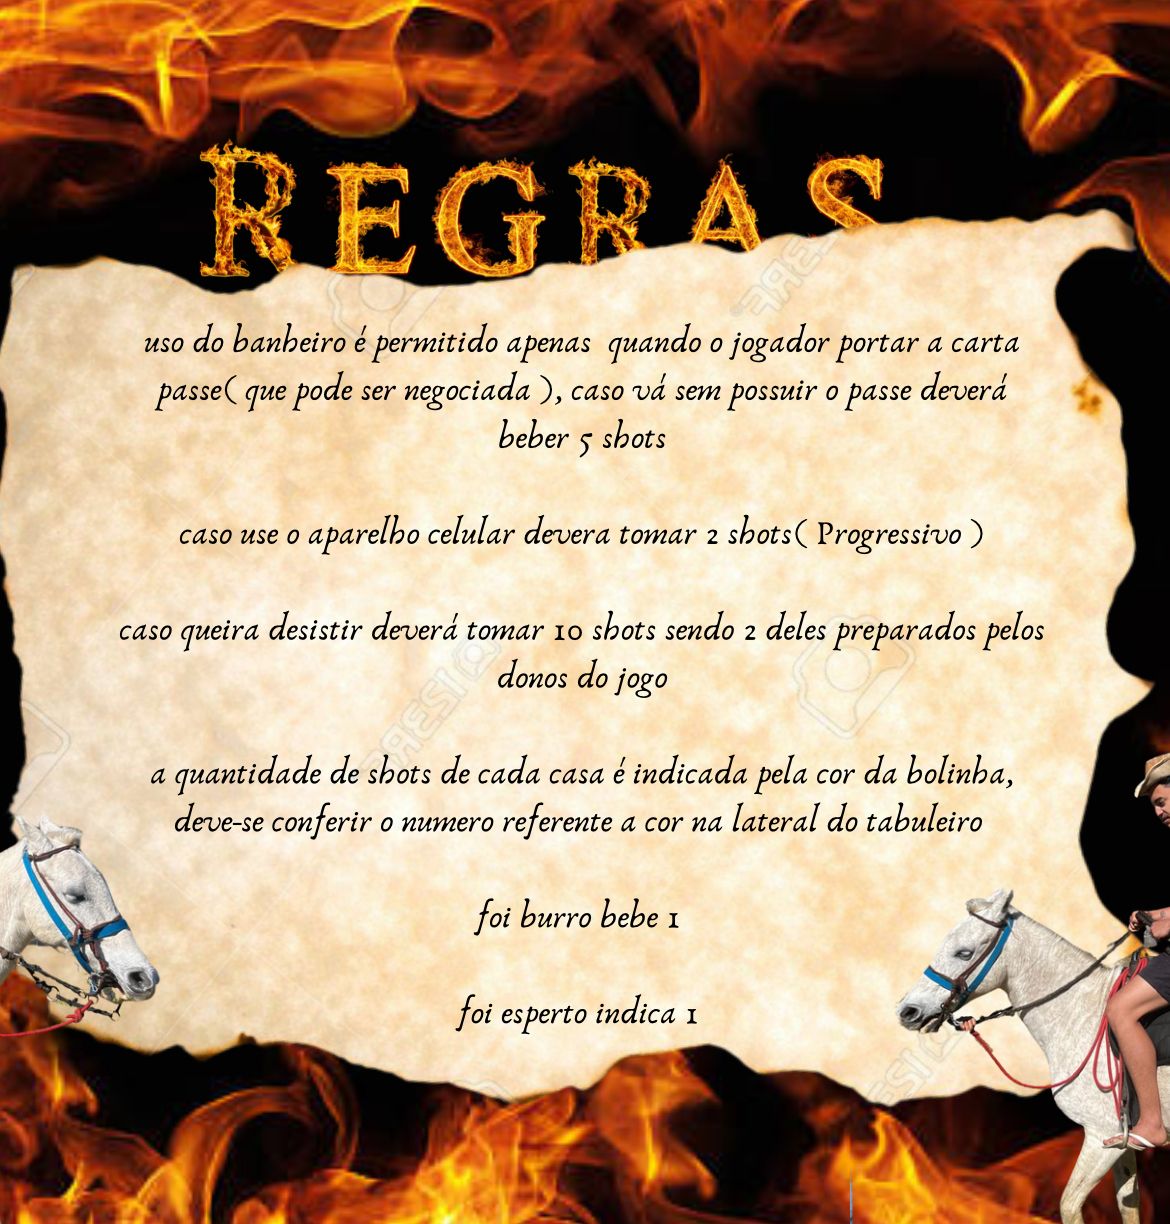 REGRAS
uso do banheiro é permitido apenas quando o jogador portar a carta
passe( que pode ser negociada ), caso vá sem possuir o passe deverá
beber 5 shots
caso use o aparelho celular devera tomar 2 shots( Progressivo )
caso queira desistir deverá tomar 10 shots sendo 2 deles preparados pelos
donos do jogo
a quantidade de shots de cada casa é indicada pela cor da bolinha,
deve-se conferir o numero referente a cor na lateral do tabuleiro
foi burro bebe 1
foi esperto indica 1